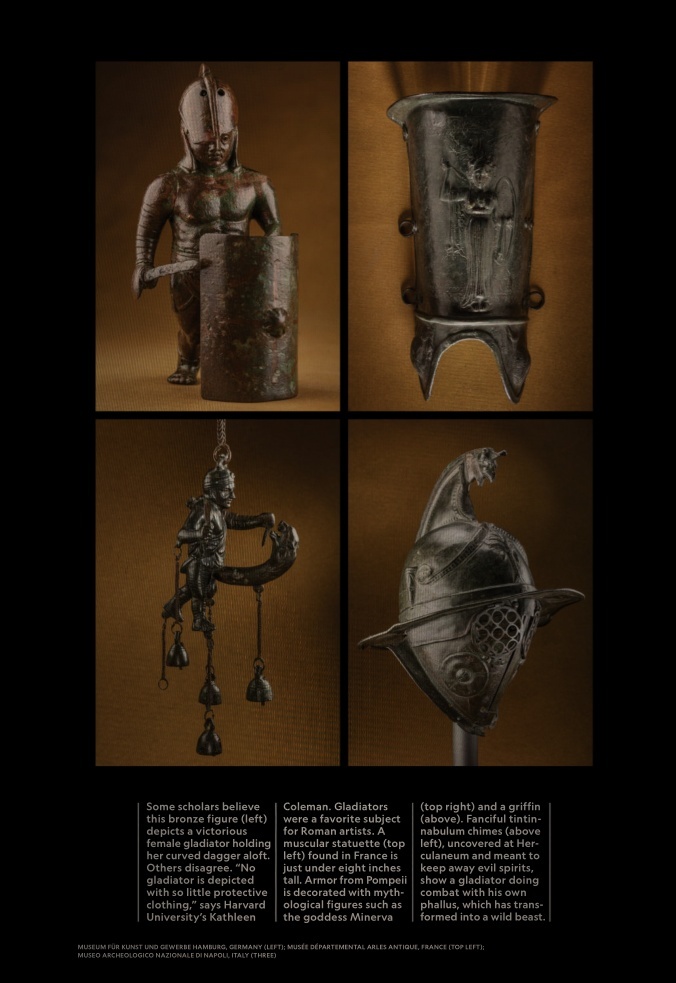 Some scholars believe
this bronze figure (left)
depicts a victorious
female gladiator holding
her curved dagger aloft.
Others disagree. “No
gladiator is depicted
with so little protective
clothing,” says Harvard
University’s Kathleen
Coleman. Gladiators
were a favorite subject
for Roman artists. A
muscular statuette (top
left) found in France is
just under eight inches
tall. Armor from Pompeii
is decorated with myth-
ological figures such as
the goddess Minerva
(top right) and a griffin
(above). Fanciful tintin-
nabulum chimes (above
left), uncovered at Her-
culaneum and meant to
keep away evil spirits,
show a gladiator doing
combat with his own
phallus, which has trans-
formed into a wild beast.
MUSEUM FÜR KUNST UND GEWERBE HAMBURG, GERMANY (LEFT); MUSÉE DÉPARTEMENTAL ARLES ANTIQUE, FRANCE (TOP LEFT);
MUSEO ARCHEOLOGICO NAZIONALE DI NAPOLI, ITALY (THREE)